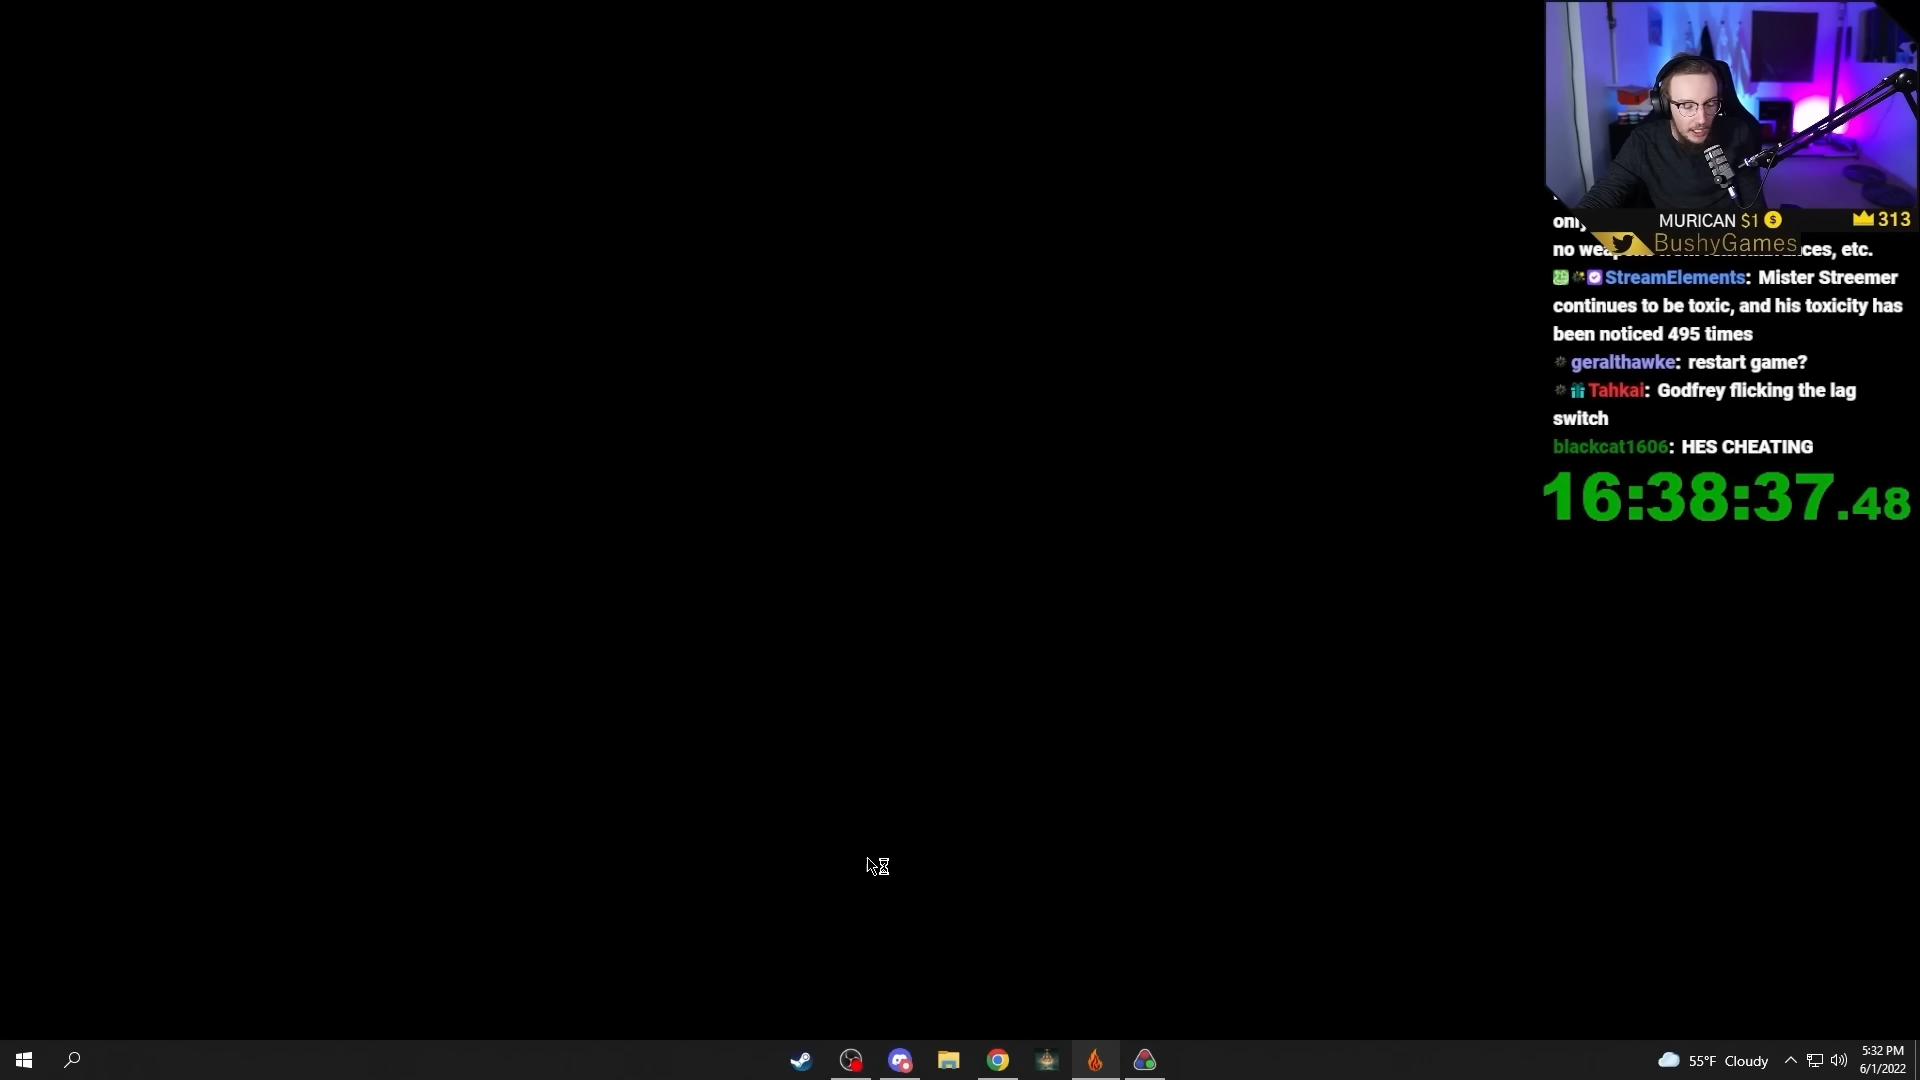 MURICAN $1
313
BushyGames
no
ces, etc.
StreamElements: Mister Streemer
continues to be toxic, and his toxicity has
been noticed 495 times
geralthawke: restart game?
Tahkai: Godfrey flicking the lag
switch
blackcat1606: HES CHEATING
16:38:37.48
55°F Cloudy
5:32 PM
6/1/2022